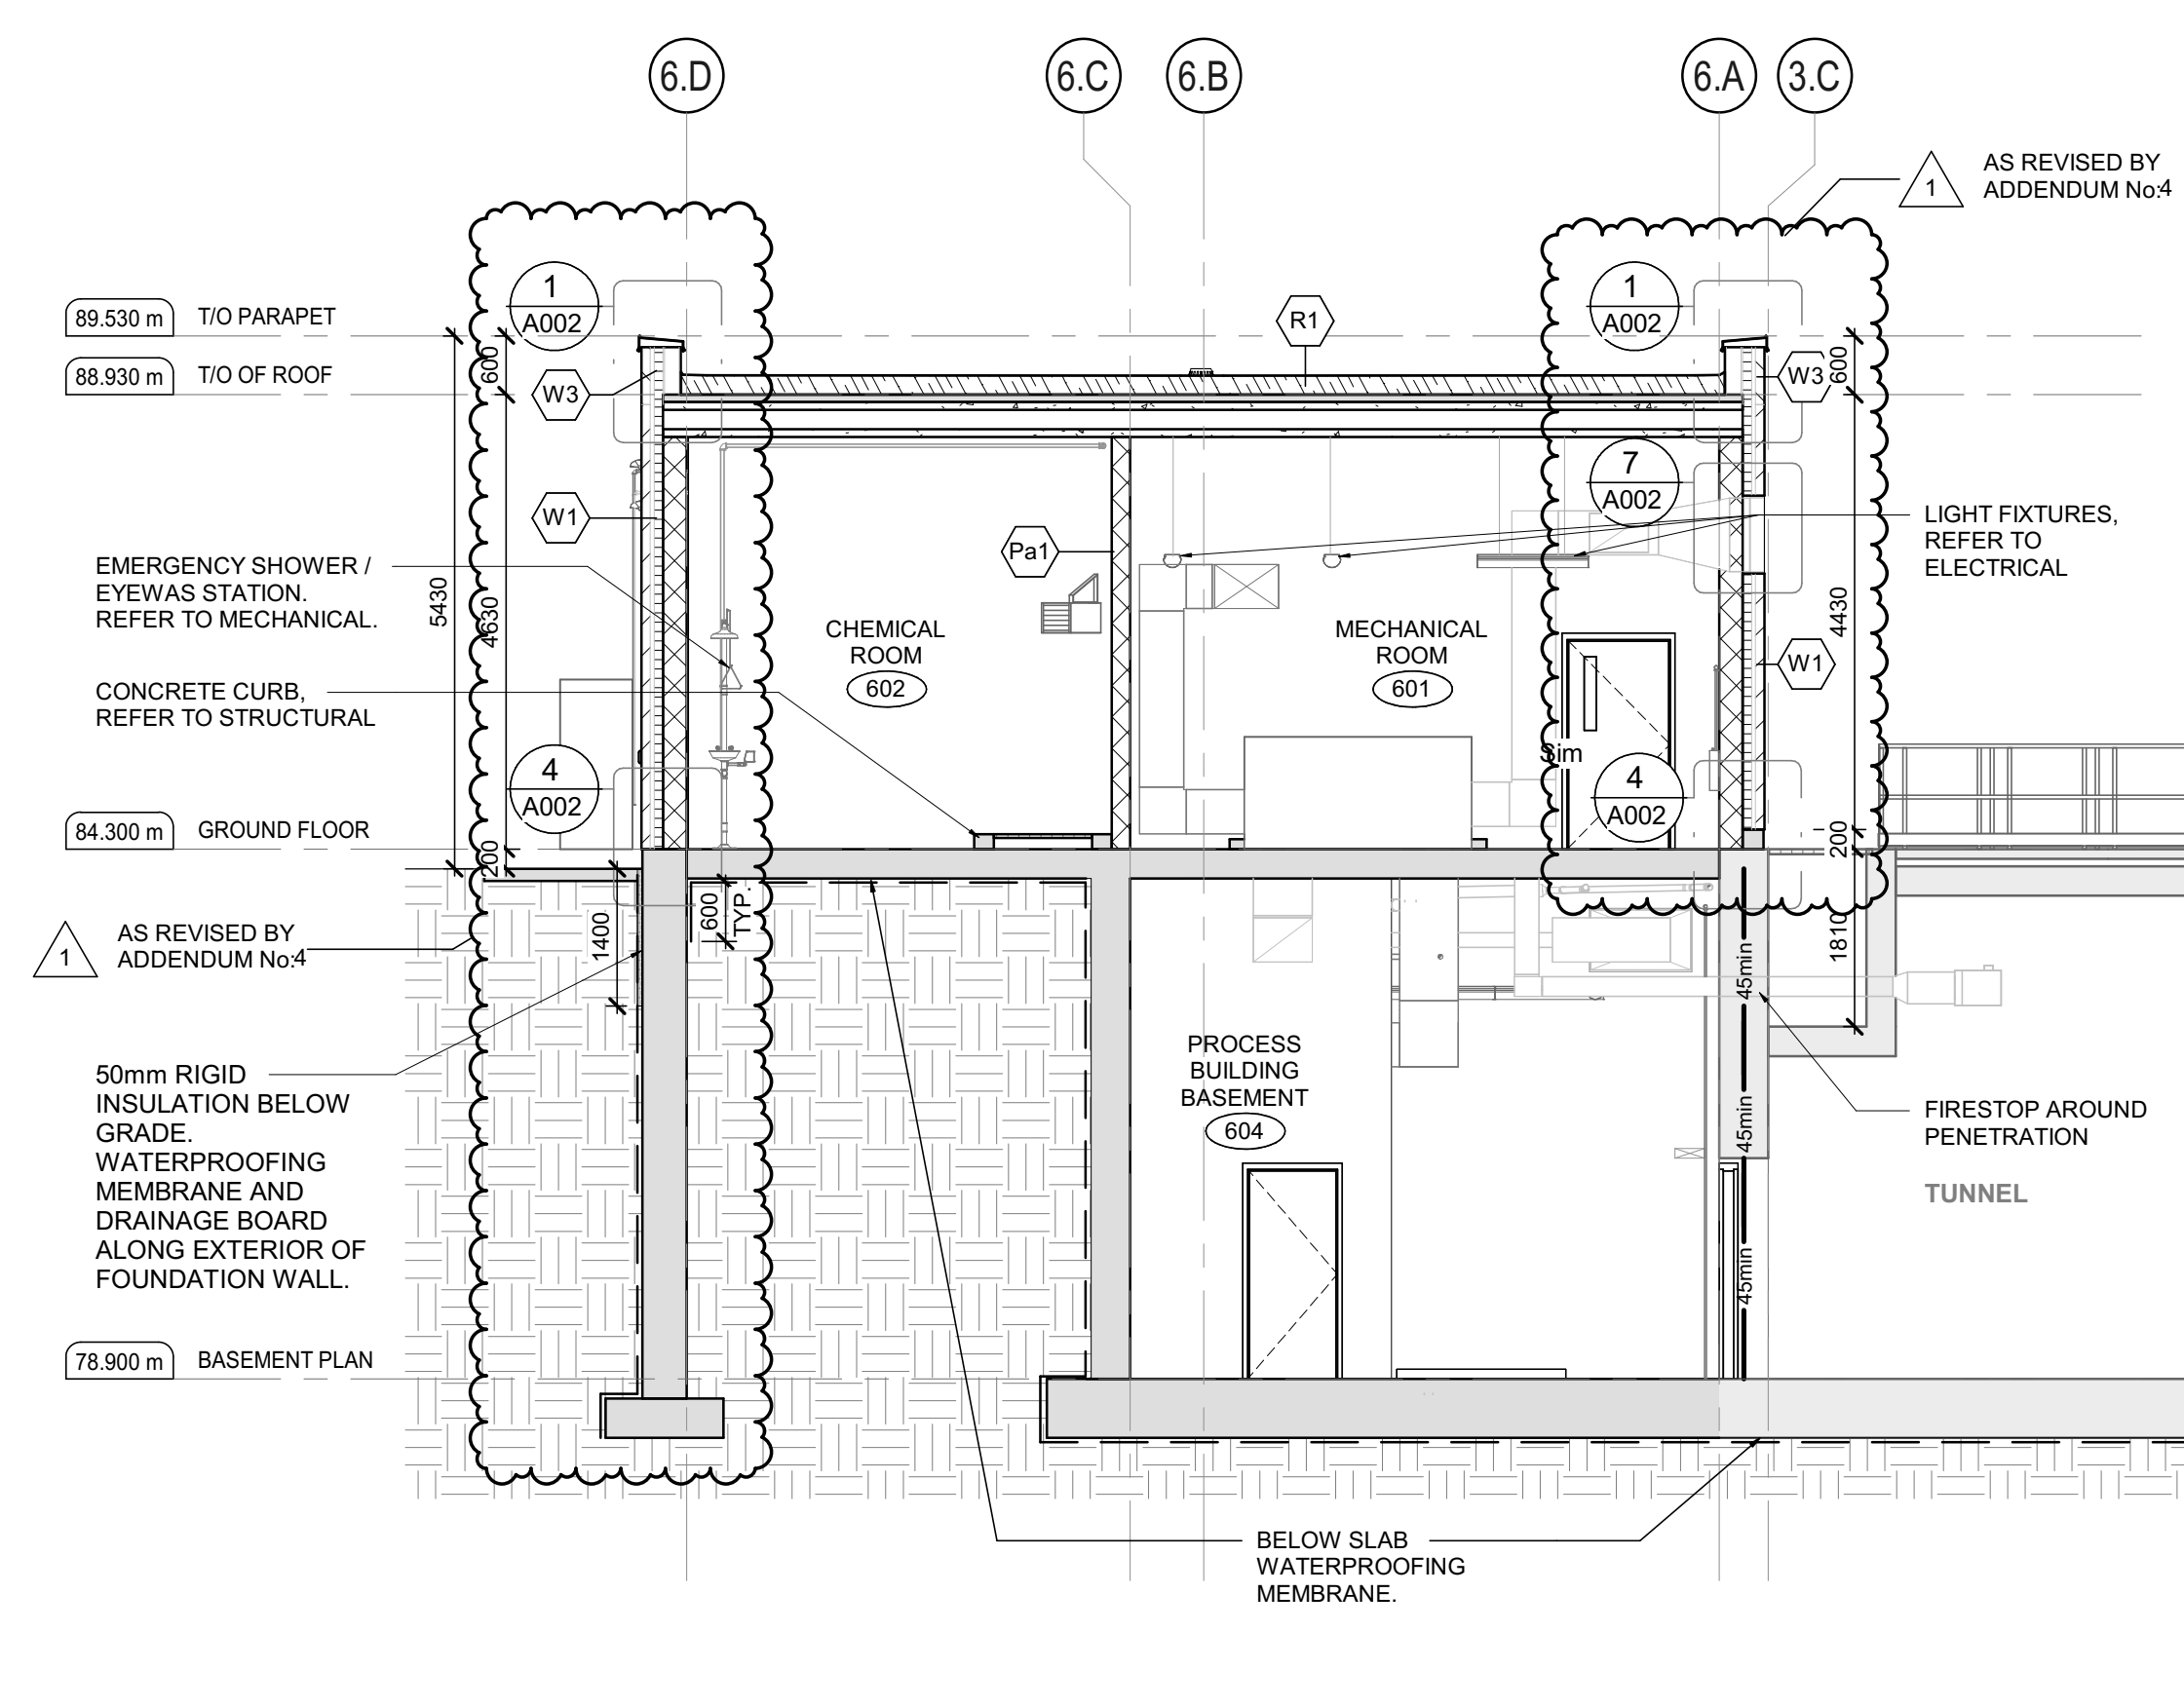 6.D
6.C
6.B
6.A
3.C
1
AS REVISED BY
ADDENDUM No:4
1
A002
1
A002
R1
89.530 m
T/O PARAPET
88.930 m
T/O OF ROOF
600
600
W3
W3
7
A002
W1
Pa1
LIGHT FIXTURES,
REFER TO
ELECTRICAL
EMERGENCY SHOWER /
EYEWAS STATION.
REFER TO MECHANICAL.
5430
4630
4430
CHEMICAL
ROOM
602
MECHANICAL
ROOM
601
W1
CONCRETE CURB,
REFER TO STRUCTURAL
Sim
4
A002
4
A002
84.300 m
GROUND FLOOR
200
200
1
AS REVISED BY
ADDENDUM No:4
1400
600
TYP.
1810
45min
45min
45min
50mm RIGID
INSULATION BELOW
GRADE.
WATERPROOFING
MEMBRANE AND
DRAINAGE BOARD
ALONG EXTERIOR OF
FOUNDATION WALL.
PROCESS
BUILDING
BASEMENT
604
FIRESTOP AROUND
PENETRATION
TUNNEL
78.900 m
BASEMENT PLAN
BELOW SLAB
WATERPROOFING
MEMBRANE.